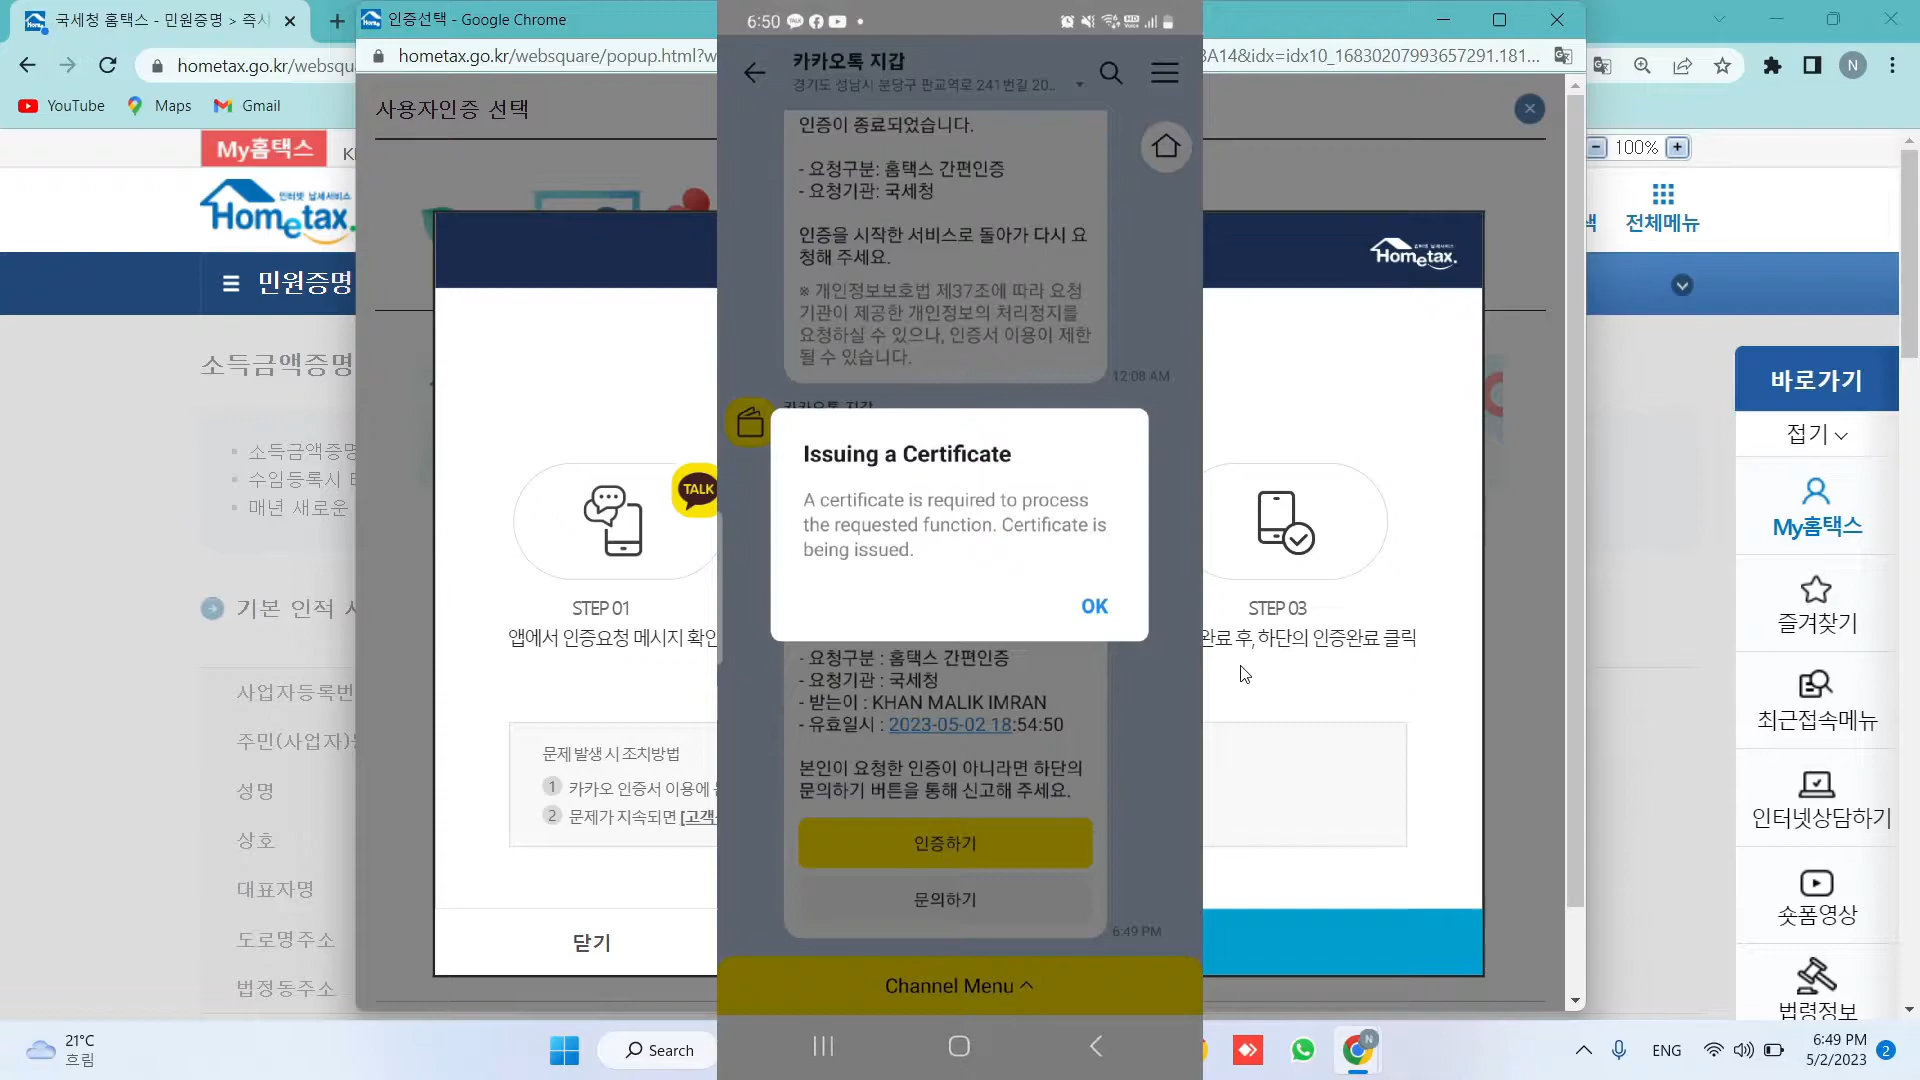 국세청 홈택스 - 민원증명 > 즉시
인증선택 - Google Chrome
6:50
hometax.go.kr/websqua
hometax.go.kr/websquare/popup.html?w
3A14&idx=idx10_16830207993657291.181...
N
YouTube
Maps
Gmail
My홈택스
사용자인증 선택
100%
인터넷 납세서비스
Hometax.
전체메뉴
민원증명
Hometax.
소득금액증명
소득금액증명
수임등록시
매년 새로운
기본 인적 사
사업자등록번
주민(사업자)
성명
상호
대표자명
도로명주소
법정동주소
TALK
STEP 01
앱에서 인증요청 메시지 확인
STEP 03
완료 후, 하단의 인증완료 클릭
문제 발생 시 조치방법
1 카카오 인증서 이용에
2 문제가 지속되면 [고객
닫기
카카오톡 지갑
경기도 성남시 분당구 판교역로 241번길 20...
인증이 종료되었습니다.
- 요청구분: 홈택스 간편인증
- 요청기관: 국세청
인증을 시작한 서비스로 돌아가 다시 요
청해 주세요.
※ 개인정보보호법 제37조에 따라 요청
기관이 제공한 개인정보의 처리정지를
요청하실 수 있으나, 인증서 이용이 제한
될 수 있습니다.
12:08 AM
카카오톡 지갑
Issuing a Certificate
A certificate is required to process
the requested function. Certificate is
being issued.
OK
- 요청구분 : 홈택스 간편인증
- 요청기관 : 국세청
- 받는이 : KHAN MALIK IMRAN
- 유효일시 : 2023-05-02 18:54:50
본인이 요청한 인증이 아니라면 하단의
문의하기 버튼을 통해 신고해 주세요.
인증하기
문의하기
6:49 PM
Channel Menu
바로가기
접기
My홈택스
즐겨찾기
최근접속메뉴
인터넷상담하기
숏폼영상
법령정보
21°C
흐림
Search
ENG
6:49 PM
5/2/2023
2